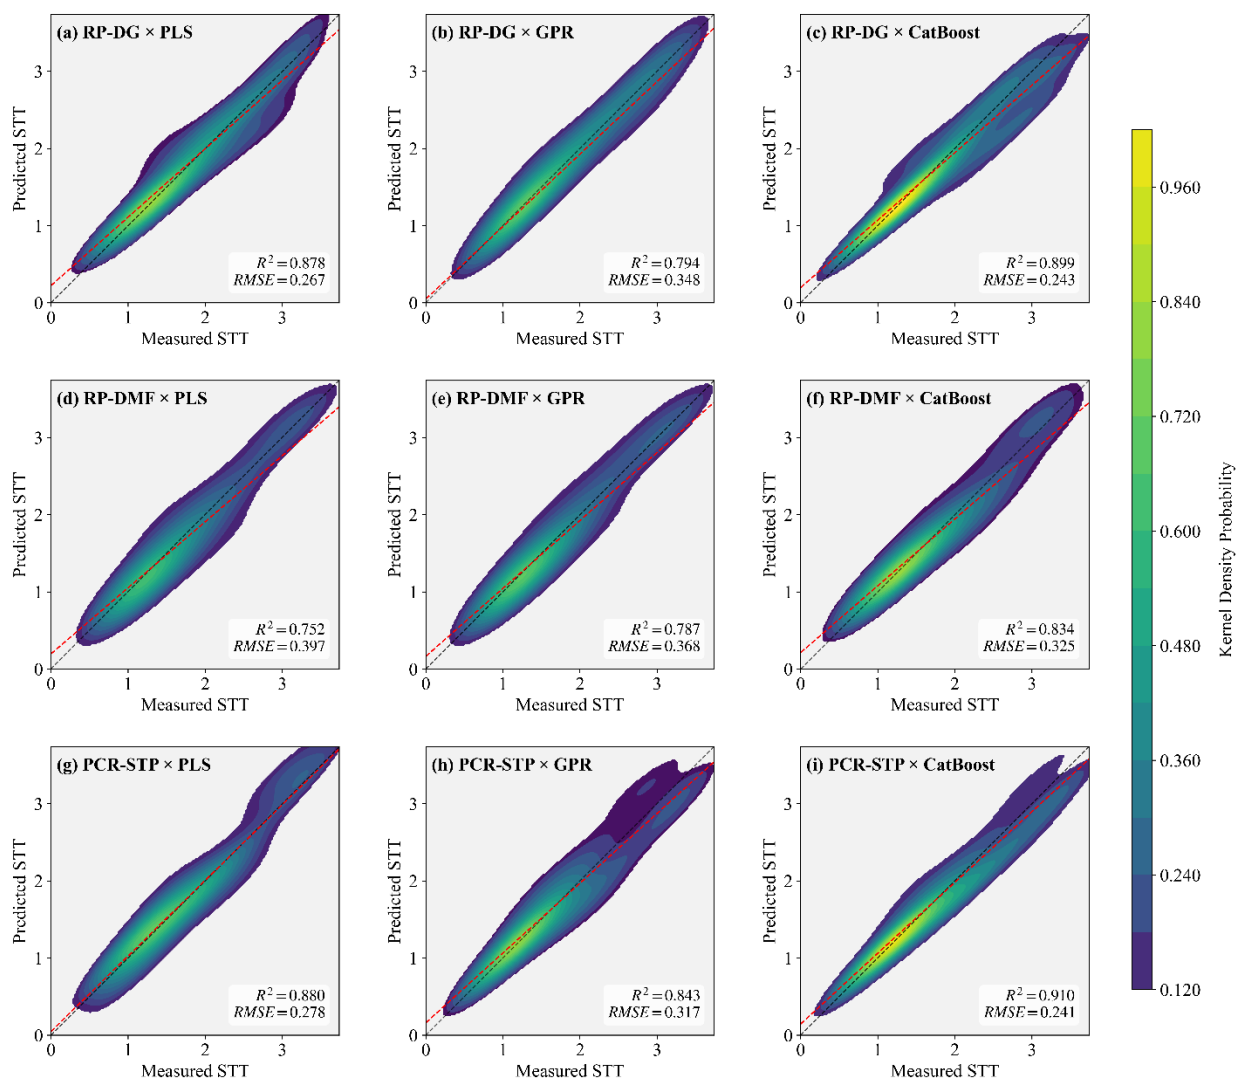 (a) RP-DG × PLS
3
2
1
0
Predicted STT
R² = 0.878
RMSE = 0.267
0
1
2
3
Measured STT
(b) RP-DG × GPR
3
2
1
0
Predicted STT
R² = 0.794
RMSE = 0.348
0
1
2
3
Measured STT
(c) RP-DG × CatBoost
3
2
1
0
Predicted STT
R² = 0.899
RMSE = 0.243
0
1
2
3
Measured STT
(d) RP-DMF × PLS
3
2
1
0
Predicted STT
R² = 0.752
RMSE = 0.397
0
1
2
3
Measured STT
(e) RP-DMF × GPR
3
2
1
0
Predicted STT
R² = 0.787
RMSE = 0.368
0
1
2
3
Measured STT
(f) RP-DMF × CatBoost
3
2
1
0
Predicted STT
R² = 0.834
RMSE = 0.325
0
1
2
3
Measured STT
(g) PCR-STP × PLS
3
2
1
0
Predicted STT
R² = 0.880
RMSE = 0.278
0
1
2
3
Measured STT
(h) PCR-STP × GPR
3
2
1
0
Predicted STT
R² = 0.843
RMSE = 0.317
0
1
2
3
Measured STT
(i) PCR-STP × CatBoost
3
2
1
0
Predicted STT
R² = 0.910
RMSE = 0.241
0
1
2
3
Measured STT
0.960
0.840
0.720
0.600
0.480
0.360
0.240
0.120
Kernel Density Probability